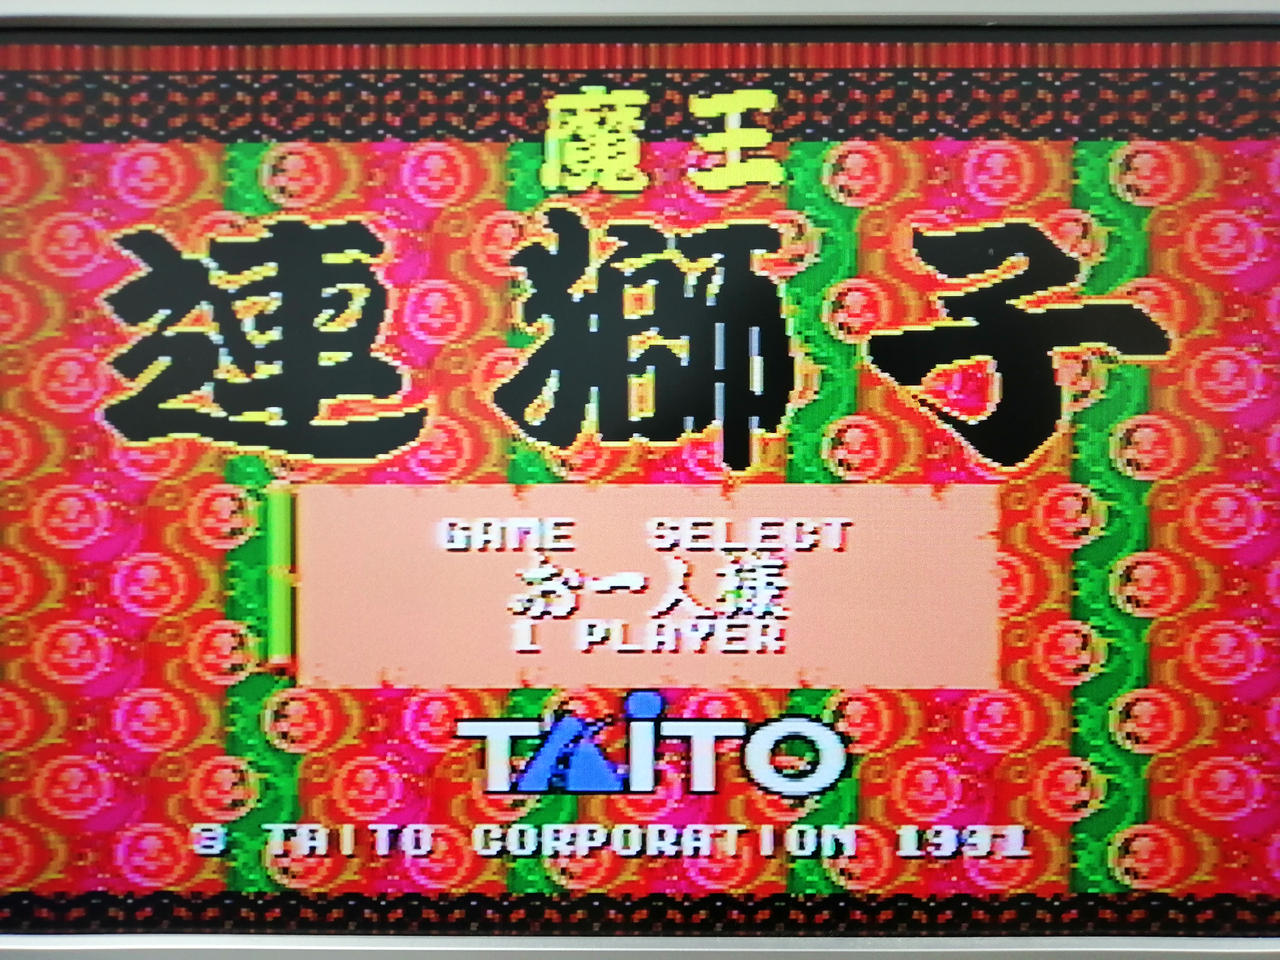 魔王
連獅子
GAME SELECT
お一人様
1 PLAYER
TAITO
© TAITO CORPORATION 1991